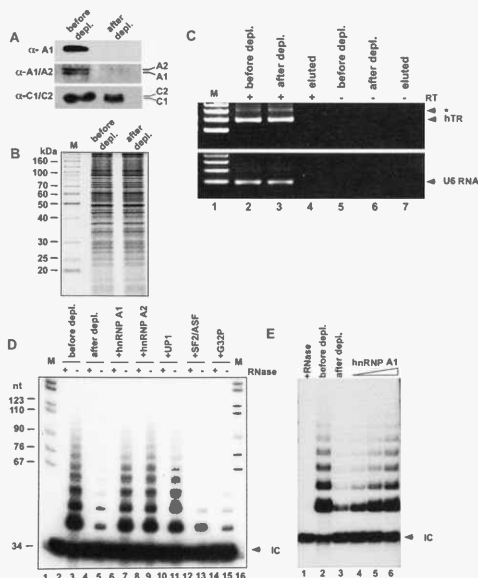 A
before depl.
after depl.
α- A1
α-A1/A2
A2
A1
α-C1/C2
C2
C1
B
kDa
M
before depl.
after depl.
160
100
80
70
60
50
40
30
25
20
C
M
before depl.
after depl.
eluted
before depl.
after depl.
eluted
+ + + - - - RT
*
hTR
U6 RNA
1 2 3 4 5 6 7
D
M
before depl.
after depl.
+hnRNP A1
+hnRNP A2
+UP1
+SF2/ASF
+G32P
M
+ - + - + - + - + - + - + - RNase
nt
123
110
90
76
67
34
IC
1 2 3 4 5 6 7 8 9 10 11 12 13 14 15 16
E
+RNase
before depl.
after depl.
hnRNP A1
IC
1 2 3 4 5 6